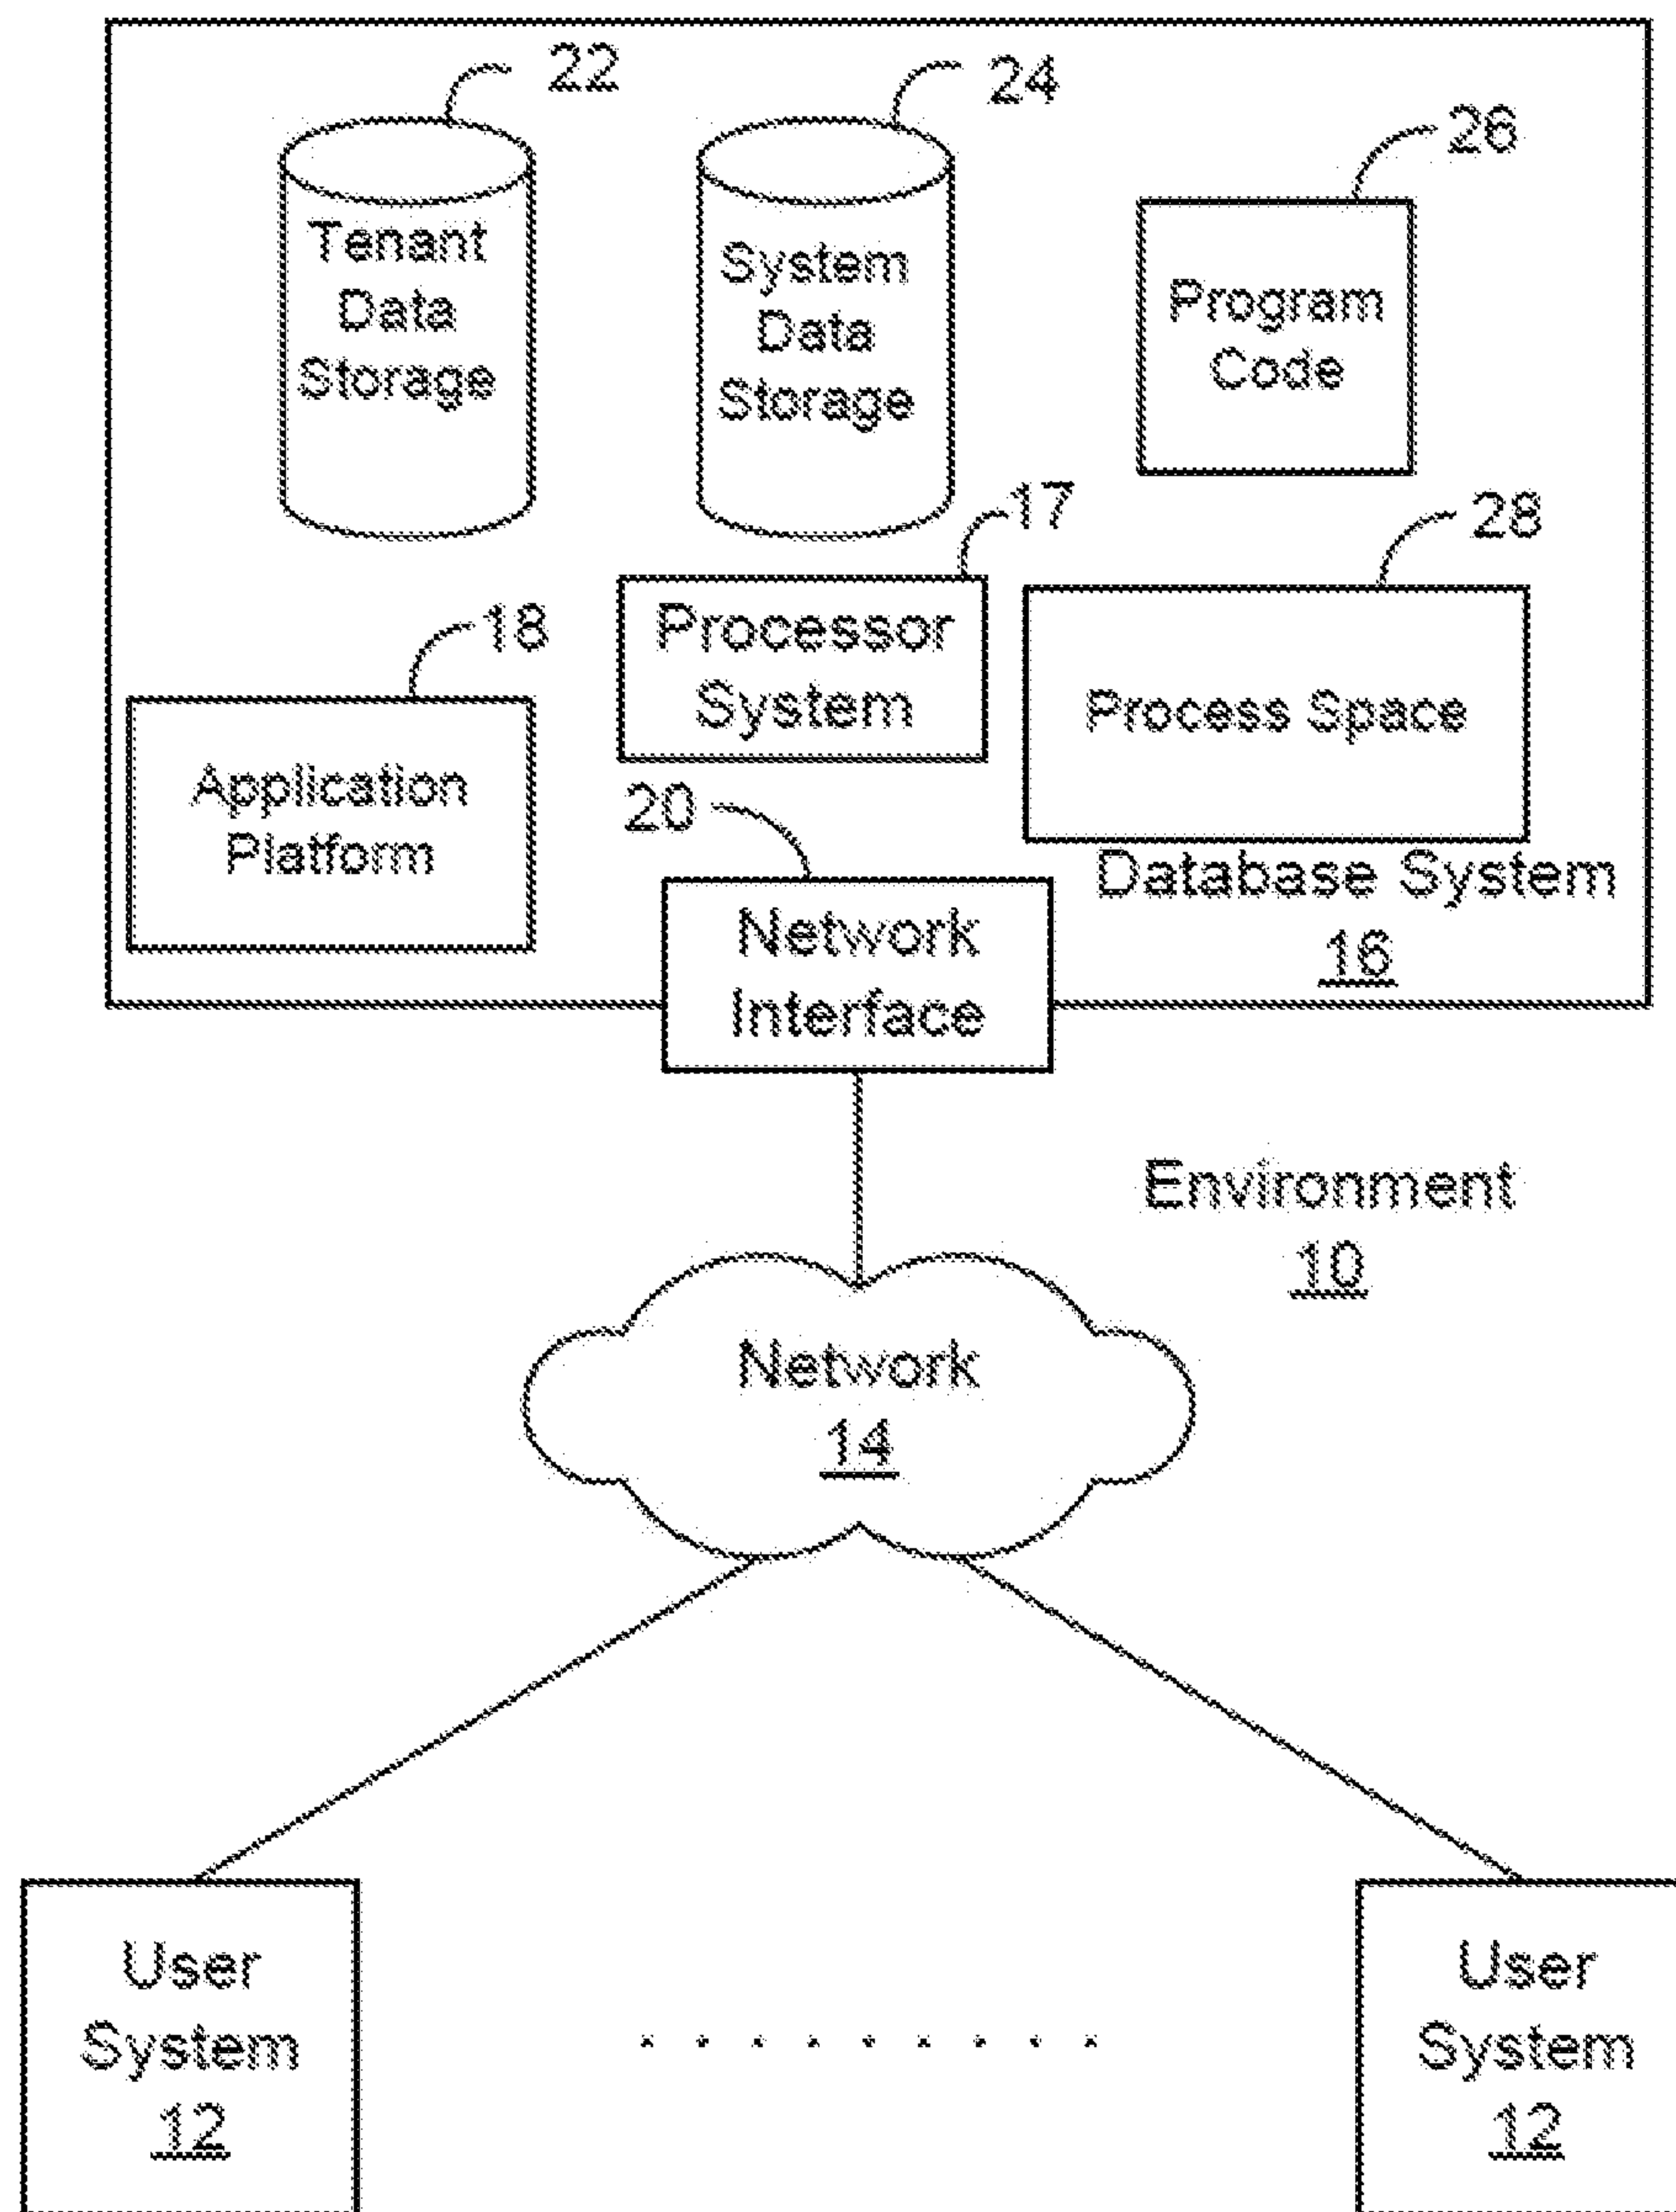 22
Tenant
Data
Storage
24
System
Data
Storage
26
Program
Code
17
Processor
System
28
Process Space
18
Application
Platform
20
Network
Interface
Database System
16
Environment
10
Network
14
User
System
12
. . . . . . . . .
User
System
12